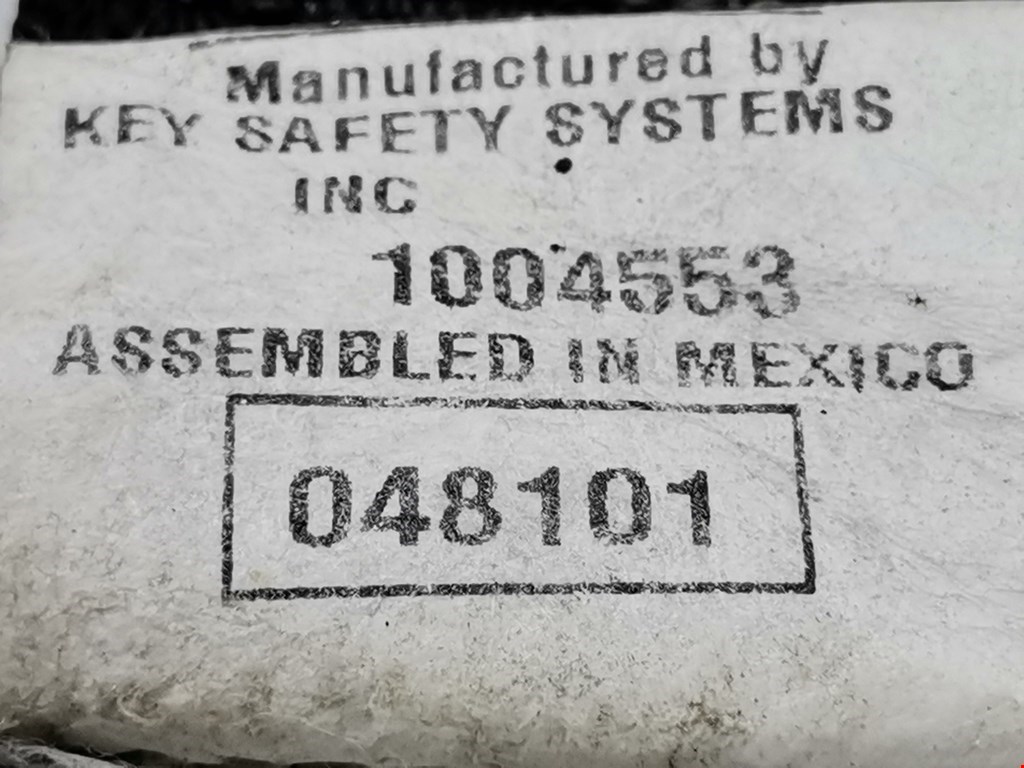 Manufactured by
KEY SAFETY SYSTEMS
INC
1004553
ASSEMBLED IN MEXICO
048101